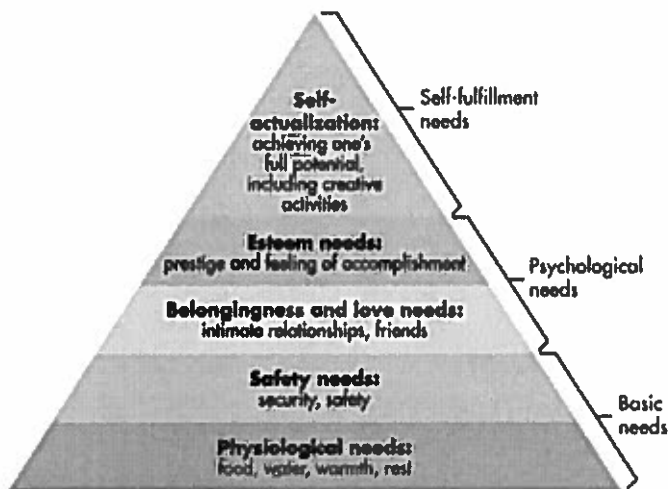 Self-
actualization:
achieving one's
full potential,
including creative
activities
Self-fulfillment
needs
Esteem needs:
prestige and feeling of accomplishment
Psychological
needs
Belongingness and love needs:
intimate relationships, friends
Safety needs:
security, safety
Basic
needs
Physiological needs:
food, water, warmth, rest